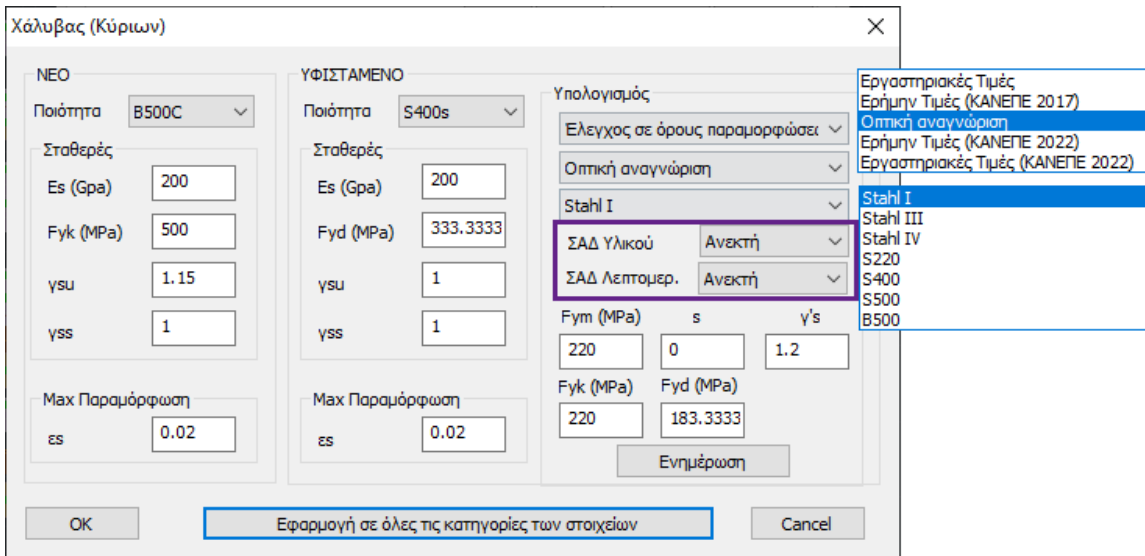 Χάλυβας (Κύριων)
ΝΕΟ
Ποιότητα B500C
Σταθερές
Es (Gpa) 200
Fyk (MPa) 500
γsu 1.15
γss 1
Max Παραμόρφωση
εs 0.02
ΥΦΙΣΤΑΜΕΝΟ
Ποιότητα S400s
Σταθερές
Es (Gpa) 200
Fyd (MPa) 333.3333
γsu 1
γss 1
Max Παραμόρφωση
εs 0.02
Υπολογισμός
Έλεγχος σε όρους παραμορφώσει
Οπτική αναγνώριση
Stahl I
ΣΑΔ Υλικού Ανεκτή
ΣΑΔ Λεπτομερ. Ανεκτή
Fym (MPa) s γ's
220 0 1.2
Fyk (MPa) Fyd (MPa)
220 183.3333
Ενημέρωση
Εργαστηριακές Τιμές
Ερήμην Τιμές (ΚΑΝΕΠΕ 2017)
Οπτική αναγνώριση
Ερήμην Τιμές (ΚΑΝΕΠΕ 2022)
Εργαστηριακές Τιμές (ΚΑΝΕΠΕ 2022)
Stahl I
Stahl III
Stahl IV
S220
S400
S500
B500
OK
Εφαρμογή σε όλες τις κατηγορίες των στοιχείων
Cancel